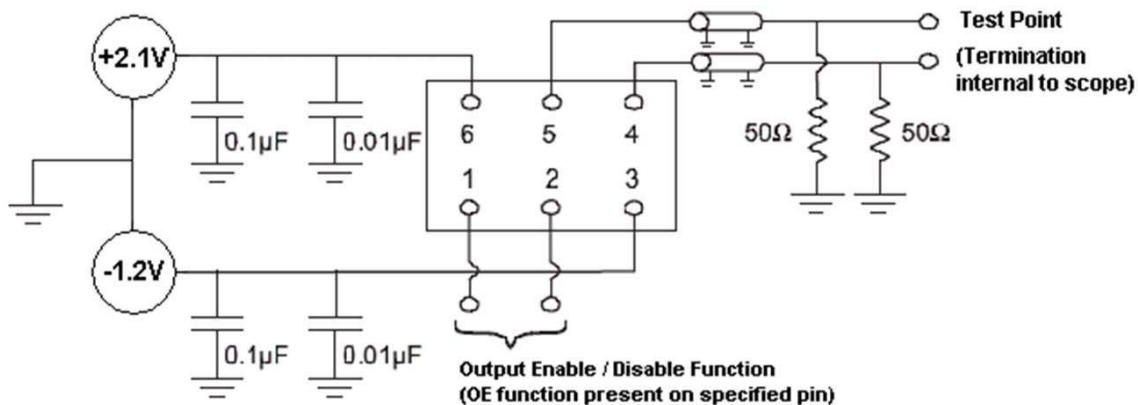 +2.1V
0.1µF
0.01µF
6
5
4
1
2
3
Test Point
(Termination
internal to scope)
50Ω
50Ω
-1.2V
0.1µF
0.01µF
Output Enable / Disable Function
(OE function present on specified pin)